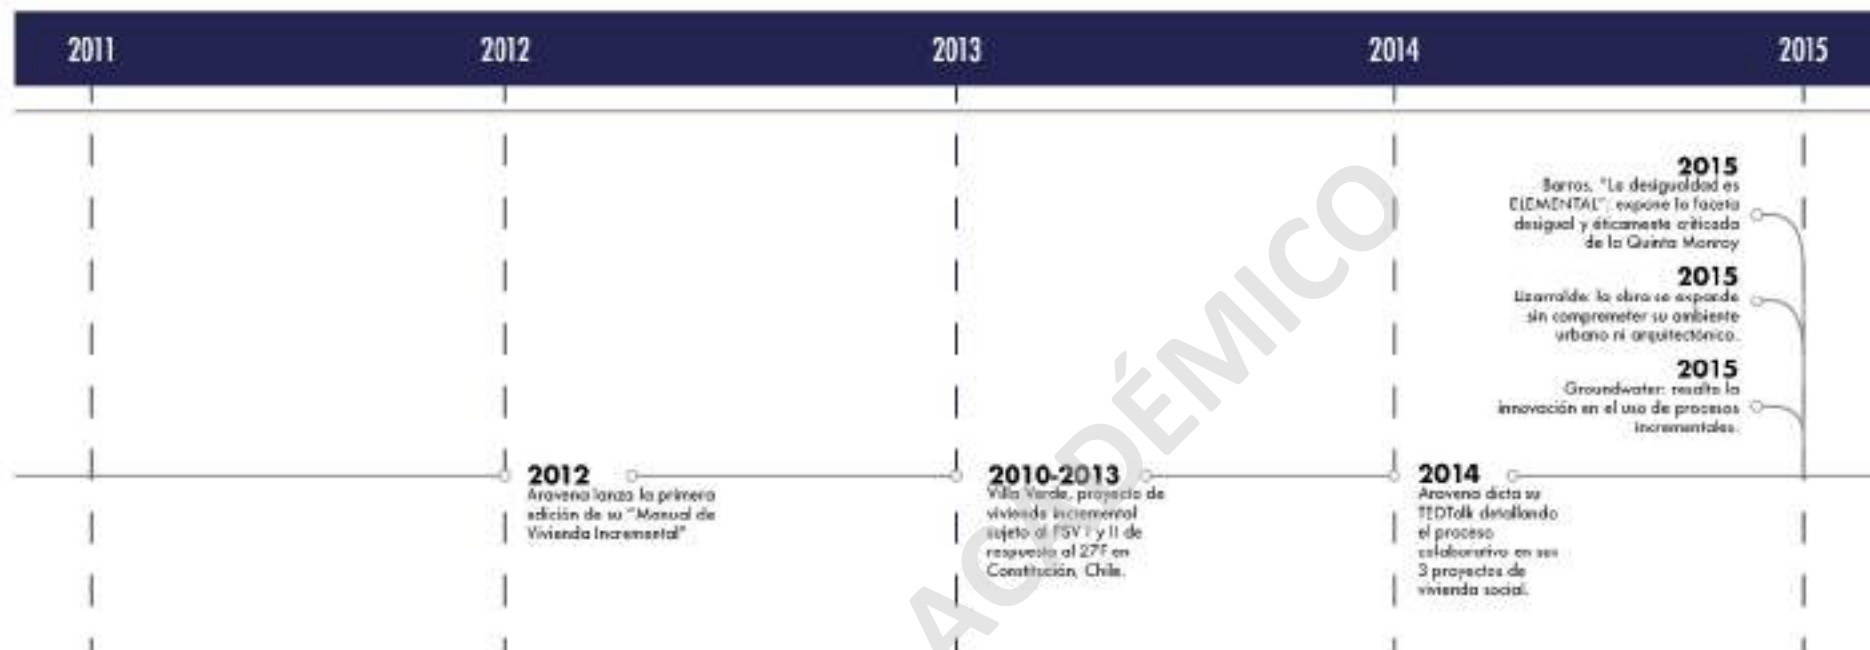 2011 2012 2013 2014 2015
2015
Barros, "La desigualdad es
ELEMENTAL": expone la faceta
desigual y éticamente criticada
de la Quinta Monroy
2015
Lizarralde: la obra se expande
sin comprometer su ambiente
urbano ni arquitectónico.
2015
Groundwater: resalta la
innovación en el uso de procesos
incrementales.
2012
Aravena lanza la primera
edición de su "Manual de
Vivienda Incremental"
2010-2013
Villa Verde, proyecto de
vivienda incremental
sujeto al FSV I y II de
respuesta al 27F en
Constitución, Chile.
2014
Aravena dicta su
TEDTalk detallando
el proceso
colaborativo en sus
3 proyectos de
vivienda social.
ACADÉMICO